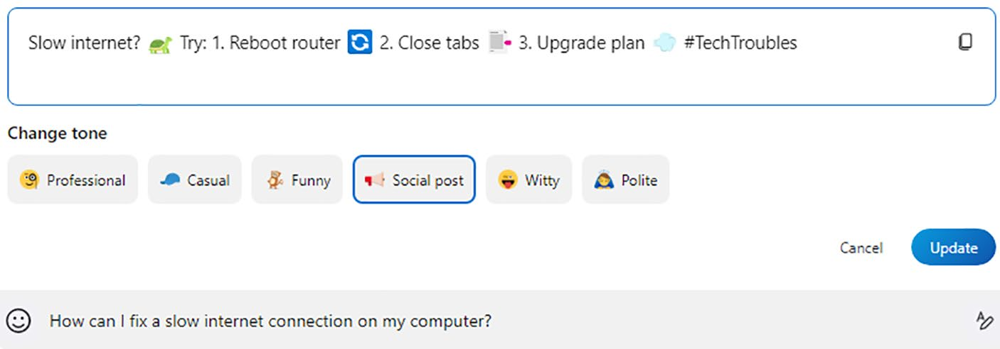 Slow internet? 🐢 Try: 1. Reboot router 🔄 2. Close tabs 📑 3. Upgrade plan 💨 #TechTroubles
Change tone
Professional
Casual
Funny
Social post
Witty
Polite
Cancel
Update
How can I fix a slow internet connection on my computer?